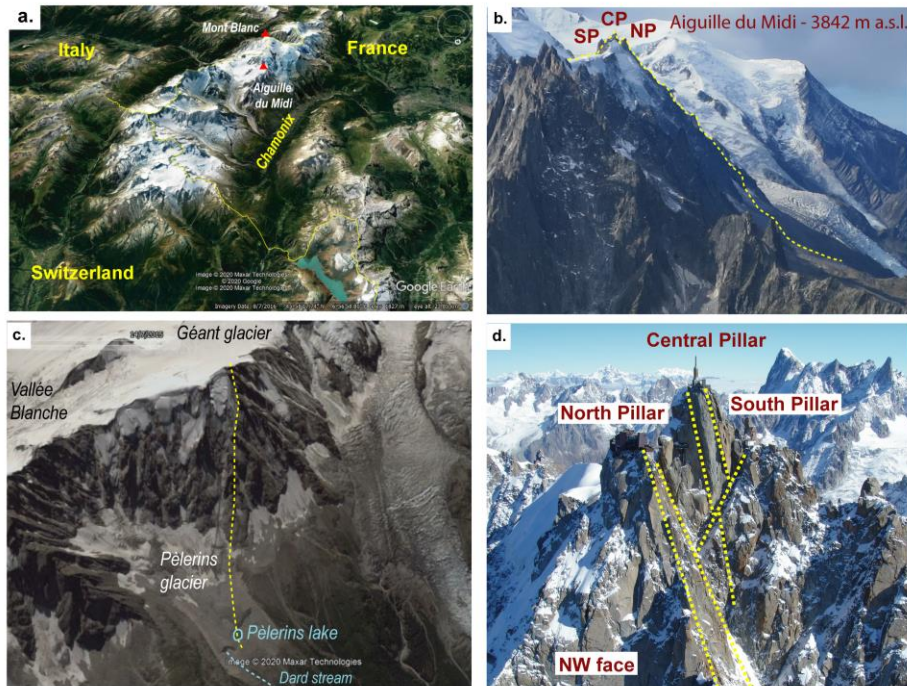 a.
Mont Blanc
Italy
France
Aiguille
du Midi
Chamonix
Switzerland
Image © 2020 Maxar Technologies
© 2020 Google
Image © 2020 Maxar Technologies
Google Earth
b.
CP
Aiguille du Midi - 3842 m a.s.l.
SP
NP
c.
Géant glacier
Vallée
Blanche
Pèlerins
glacier
Pèlerins lake
Image © 2020 Maxar Technologies
Dard stream
d.
Central Pillar
North Pillar
South Pillar
NW face